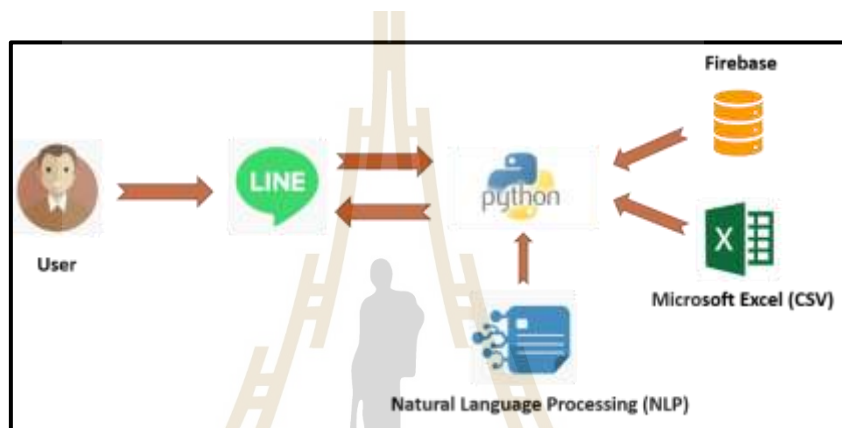 Firebase
LINE
python
User
Microsoft Excel (CSV)
Natural Language Processing (NLP)